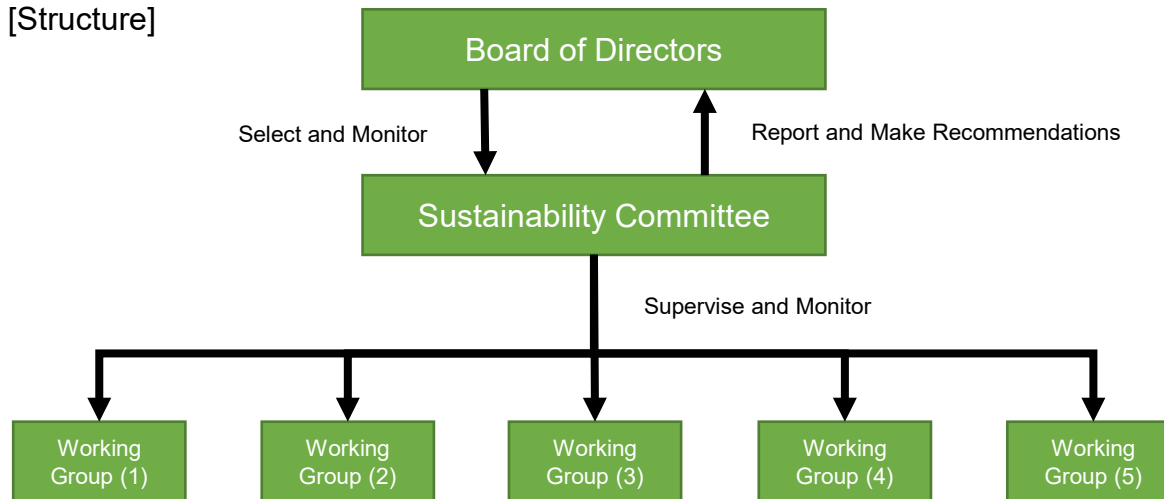 [Structure]
Board of Directors
Select and Monitor
Report and Make Recommendations
Sustainability Committee
Supervise and Monitor
Working
Group (1)
Working
Group (2)
Working
Group (3)
Working
Group (4)
Working
Group (5)